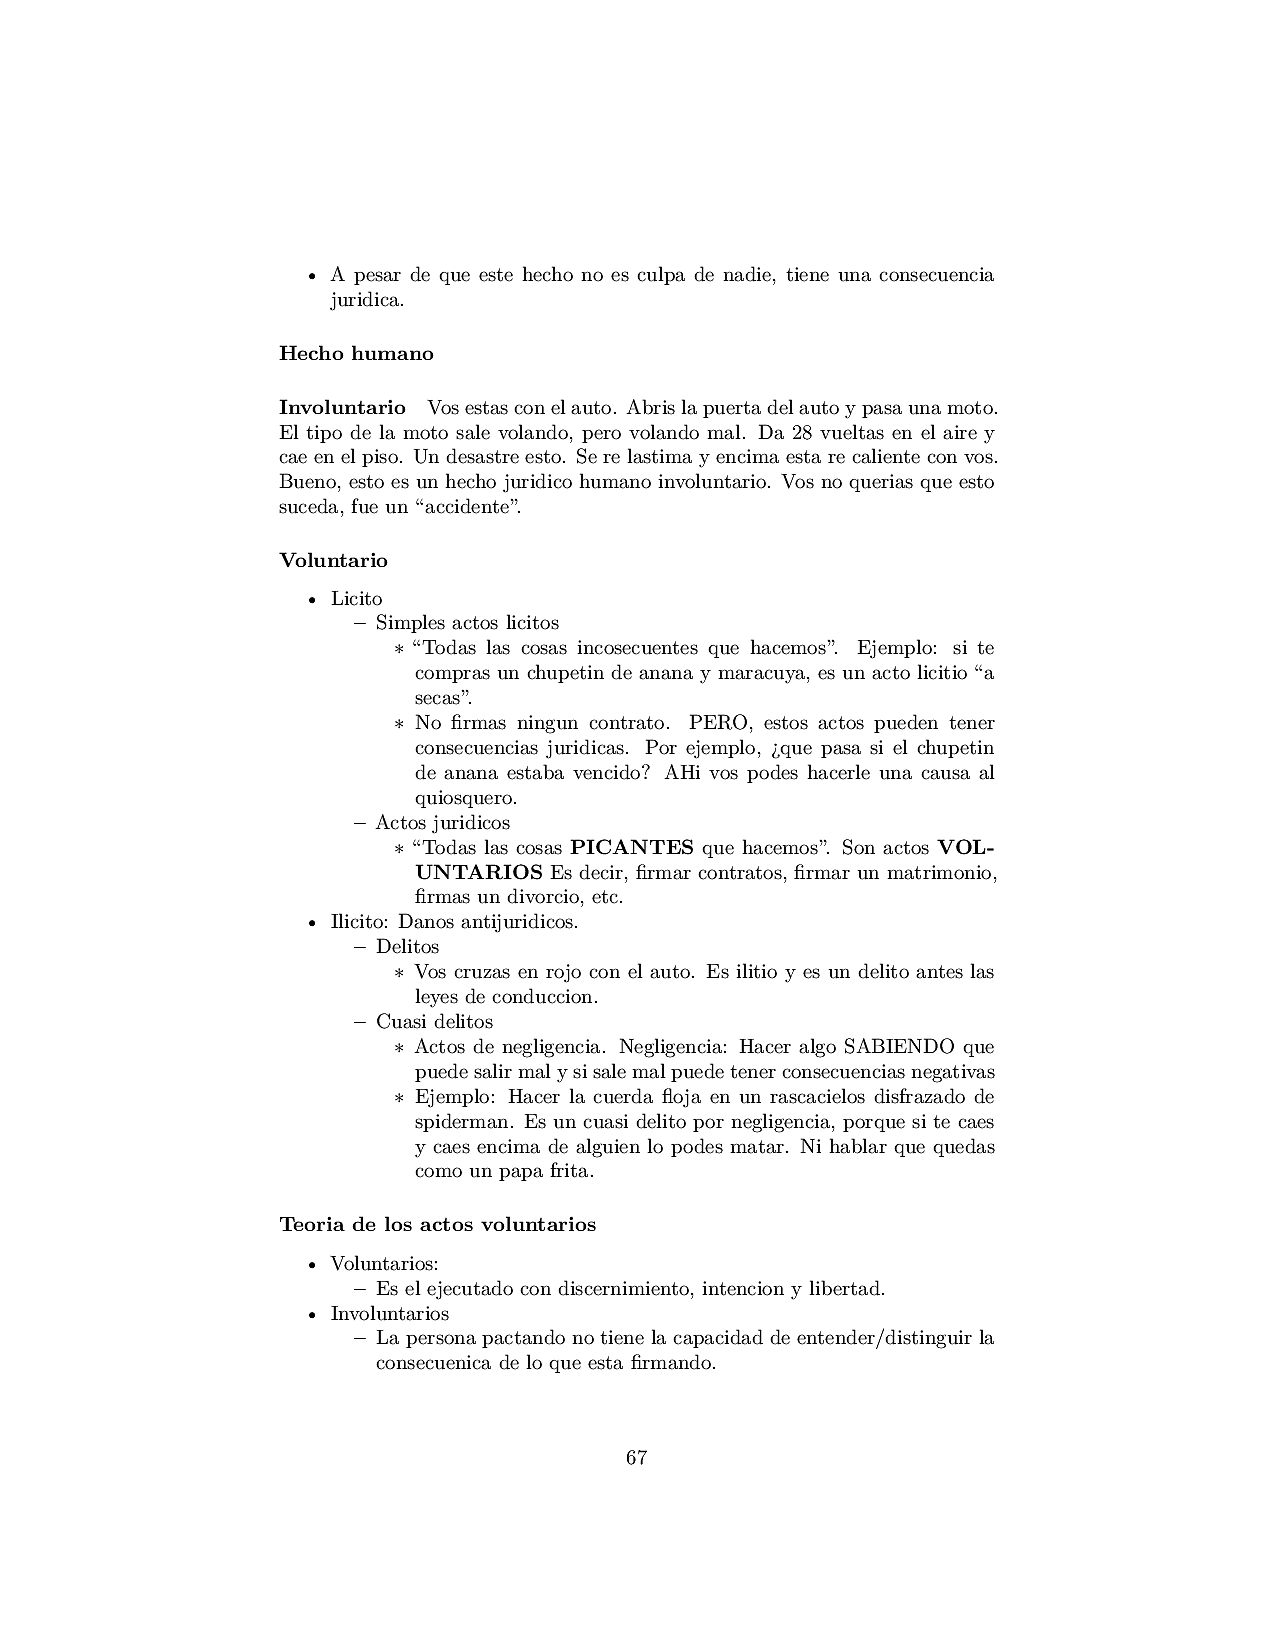 • A pesar de que este hecho no es culpa de nadie, tiene una consecuencia
juridica.
Hecho humano
Involuntario Vos estas con el auto. Abris la puerta del auto y pasa una moto.
El tipo de la moto sale volando, pero volando mal. Da 28 vueltas en el aire y
cae en el piso. Un desastre esto. Se re lastima y encima esta re caliente con vos.
Bueno, esto es un hecho juridico humano involuntario. Vos no querias que esto
suceda, fue un “accidente”.
Voluntario
• Licito
– Simples actos licitos
∗ “Todas las cosas incosecuentes que hacemos”. Ejemplo: si te
compras un chupetin de anana y maracuya, es un acto licitio “a
secas”.
∗ No firmas ningun contrato. PERO, estos actos pueden tener
consecuencias juridicas. Por ejemplo, ¿que pasa si el chupetin
de anana estaba vencido? AHi vos podes hacerle una causa al
quiosquero.
– Actos juridicos
∗ “Todas las cosas PICANTES que hacemos”. Son actos VOL-
UNTARIOS Es decir, firmar contratos, firmar un matrimonio,
firmas un divorcio, etc.
• Ilicito: Danos antijuridicos.
– Delitos
∗ Vos cruzas en rojo con el auto. Es ilitio y es un delito antes las
leyes de conduccion.
– Cuasi delitos
∗ Actos de negligencia. Negligencia: Hacer algo SABIENDO que
puede salir mal y si sale mal puede tener consecuencias negativas
∗ Ejemplo: Hacer la cuerda floja en un rascacielos disfrazado de
spiderman. Es un cuasi delito por negligencia, porque si te caes
y caes encima de alguien lo podes matar. Ni hablar que quedas
como un papa frita.
Teoria de los actos voluntarios
• Voluntarios:
– Es el ejecutado con discernimiento, intencion y libertad.
• Involuntarios
– La persona pactando no tiene la capacidad de entender/distinguir la
consecuenica de lo que esta firmando.
67